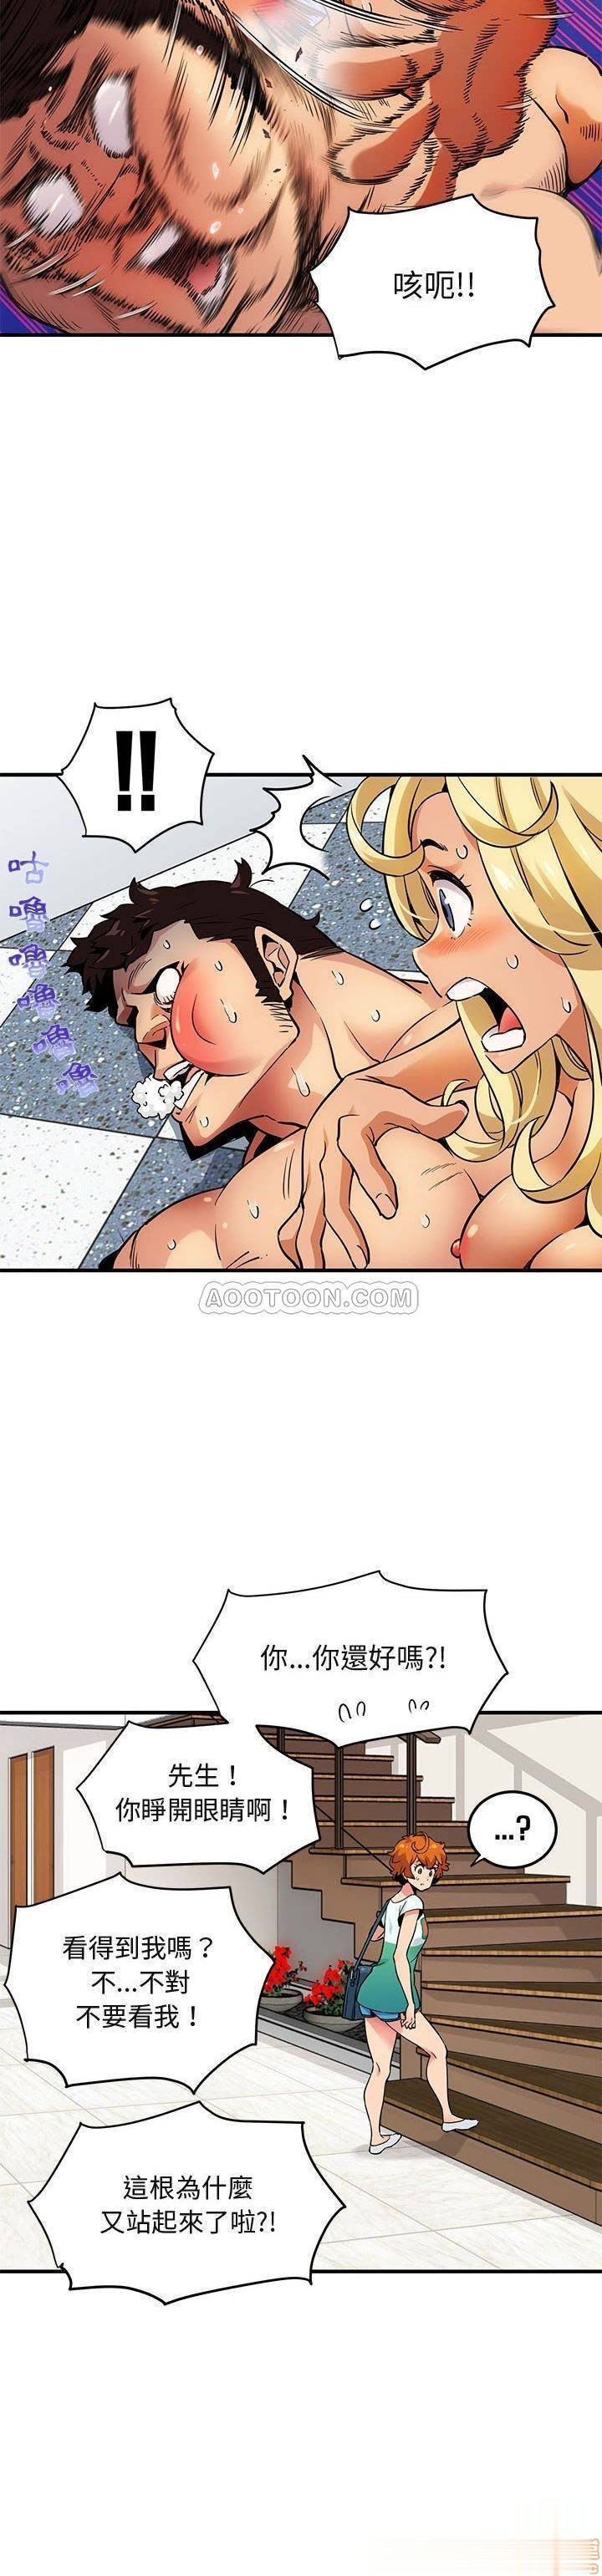 咳呃!!
!!
咕
嚕
嚕
嚕
嚕
嚕
AOOTOON.COM
你...你還好嗎?!
先生！
你睜開眼睛啊！
...?
看得到我嗎？
不...不對
不要看我！
這根為什麼
又站起來了啦?!